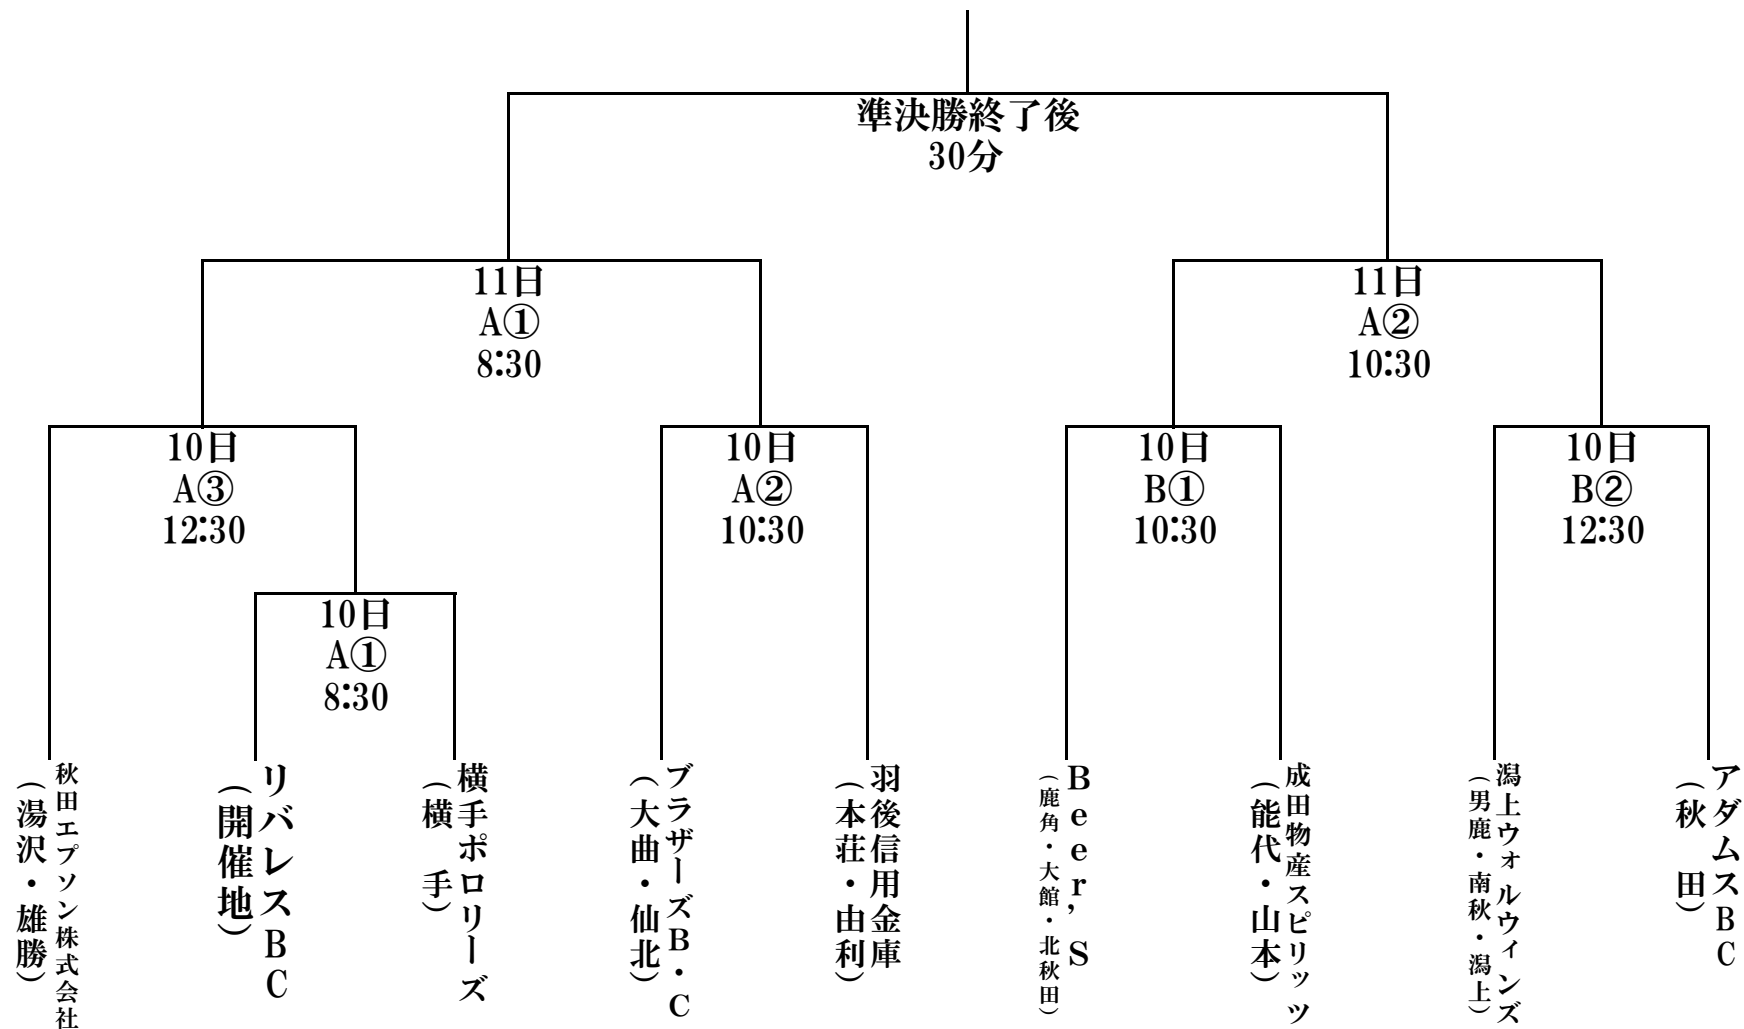 準決勝終了後
30分
11日
A①
8:30
11日
A②
10:30
10日
A③
12:30
10日
A②
10:30
10日
B①
10:30
10日
B②
12:30
10日
A①
8:30
秋田エプソン株式会社
（湯沢・雄勝）
リバレスBC
（開催地）
横手ポロリーズ
（横　手）
ブラザーズB・C
（大曲・仙北）
羽後信用金庫
（本荘・由利）
Beer’S
（鹿角・大館・北秋田）
成田物産スピリッツ
（能代・山本）
潟上ウォルウィンズ
（男鹿・南秋・潟上）
アダムスBC
（秋　田）